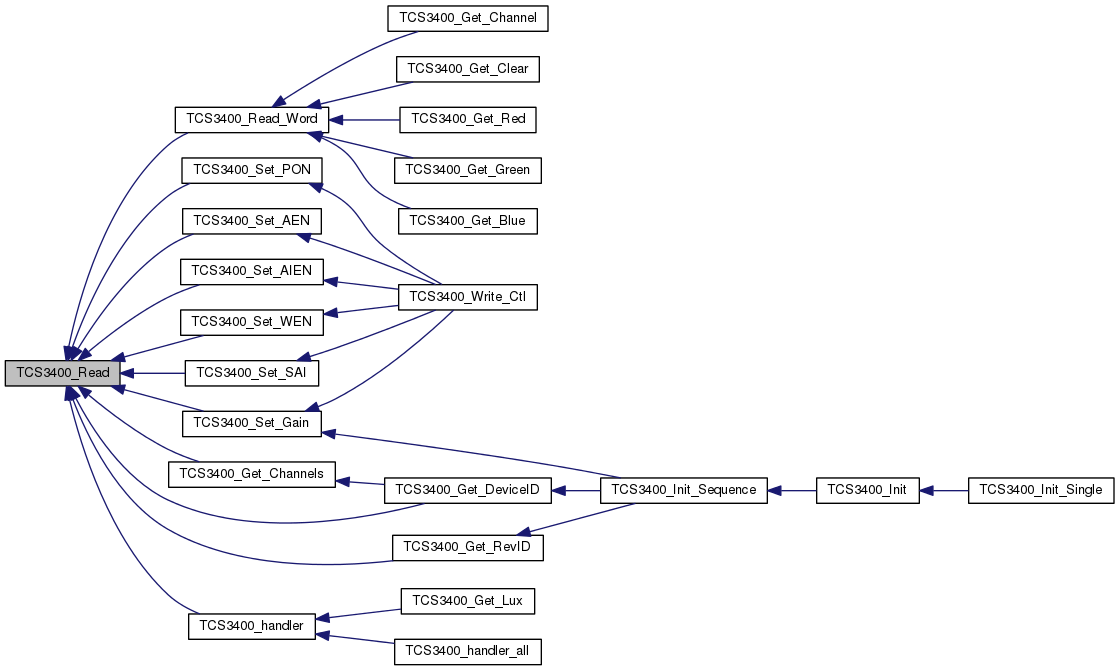 TCS3400_Get_Channel
TCS3400_Get_Clear
TCS3400_Read_Word
TCS3400_Get_Red
TCS3400_Set_PON
TCS3400_Get_Green
TCS3400_Set_AEN
TCS3400_Get_Blue
TCS3400_Set_AIEN
TCS3400_Write_Ctl
TCS3400_Set_WEN
TCS3400_Read
TCS3400_Set_SAI
TCS3400_Set_Gain
TCS3400_Get_Channels
TCS3400_Get_DeviceID
TCS3400_Init_Sequence
TCS3400_Init
TCS3400_Init_Single
TCS3400_Get_RevID
TCS3400_Get_Lux
TCS3400_handler
TCS3400_handler_all